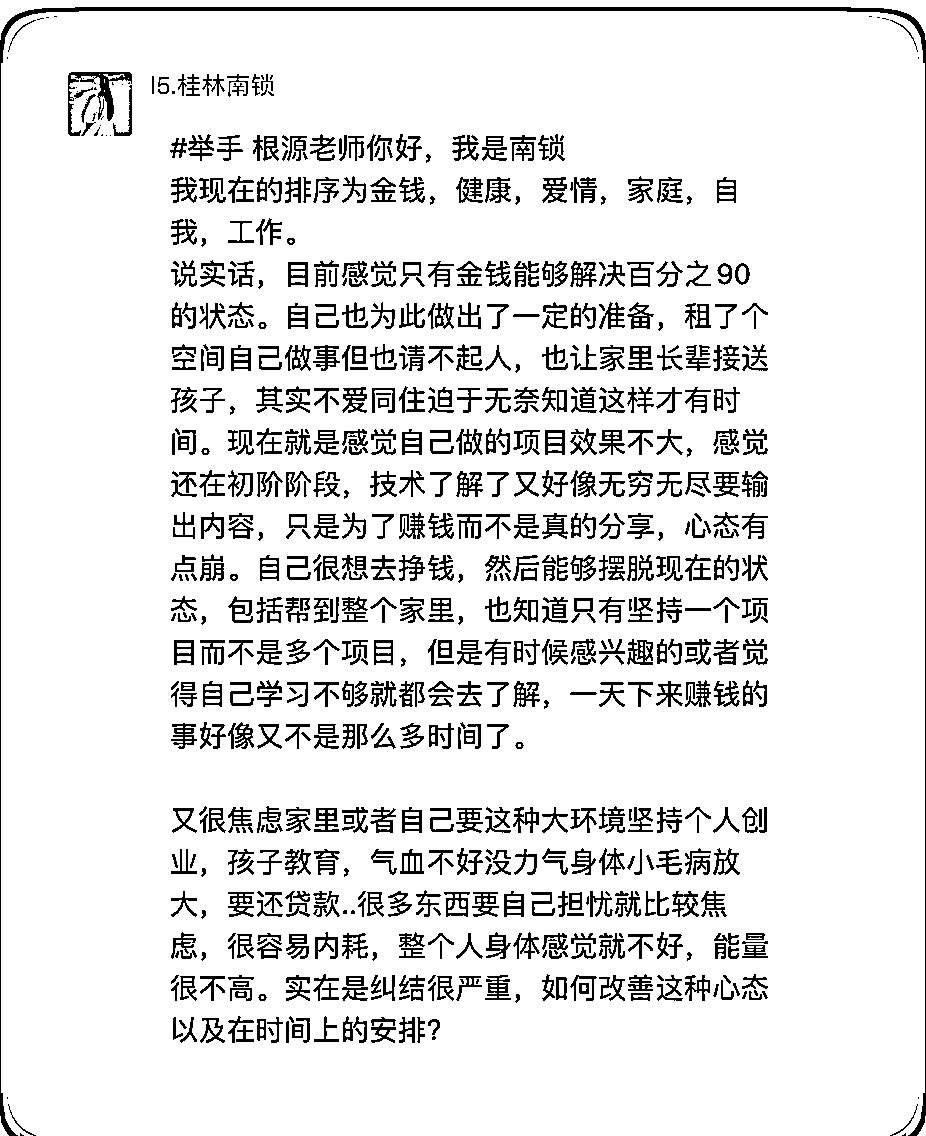 15.桂林南锁
#举手 根源老师你好，我是南锁
我现在的排序为金钱，健康，爱情，家庭，自
我，工作。
说实话，目前感觉只有金钱能够解决百分之90
的状态。自己也为此做出了一定的准备，租了个
空间自己做事但也请不起人，也让家里长辈接送
孩子，其实不爱同住迫于无奈知道这样才有时
间。现在就是感觉自己做的项目效果不大，感觉
还在初阶阶段，技术了解了又好像无穷无尽要输
出内容，只是为了赚钱而不是真的分享，心态有
点崩。自己很想去挣钱，然后能够摆脱现在的状
态，包括帮到整个家里，也知道只有坚持一个项
目而不是多个项目，但是有时候感兴趣的或者觉
得自己学习不够就都会去了解，一天下来赚钱的
事好像又不是那么多时间了。
又很焦虑家里或者自己要这种大环境坚持个人创
业，孩子教育，气血不好没力气身体小毛病放
大，要还贷款..很多东西要自己担忧就比较焦
虑，很容易内耗，整个人身体感觉就不好，能量
很不高。实在是纠结很严重，如何改善这种心态
以及在时间上的安排?